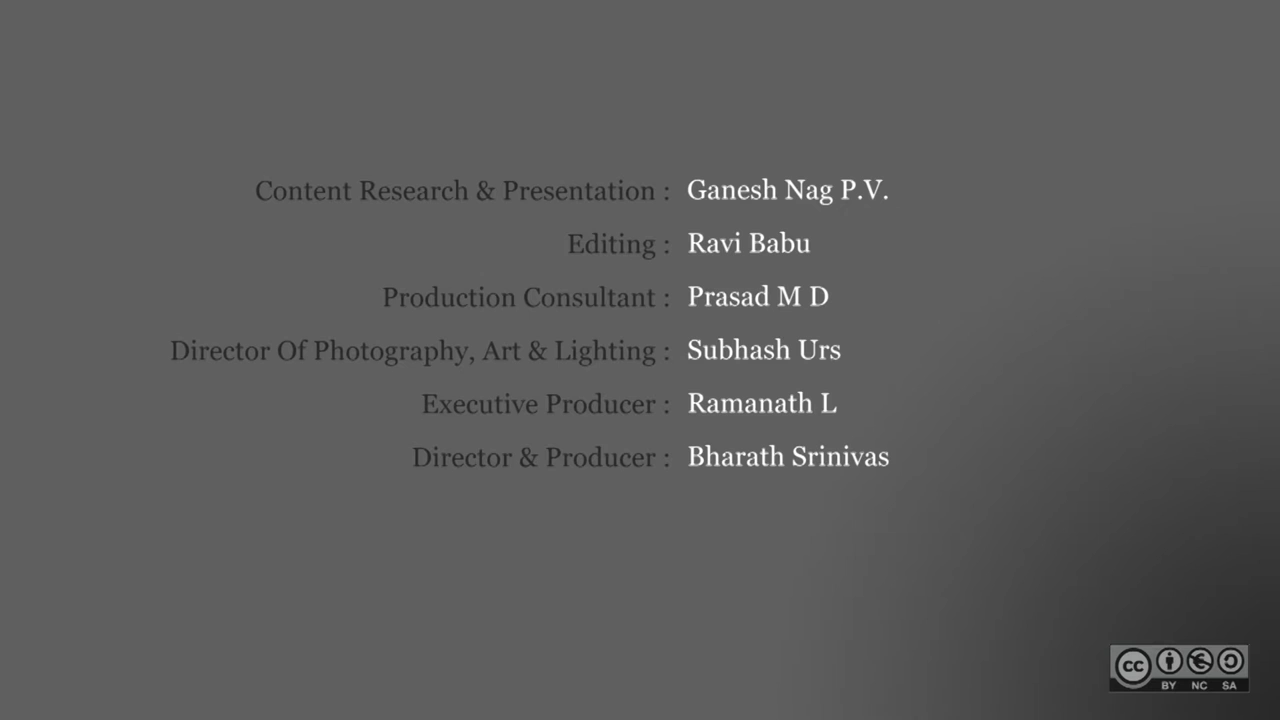 Content Research & Presentation : Ganesh Nag P.V.
Editing : Ravi Babu
Production Consultant : Prasad M D
Director Of Photography, Art & Lighting : Subhash Urs
Executive Producer : Ramanath L
Director & Producer : Bharath Srinivas
cc
BY NC SA